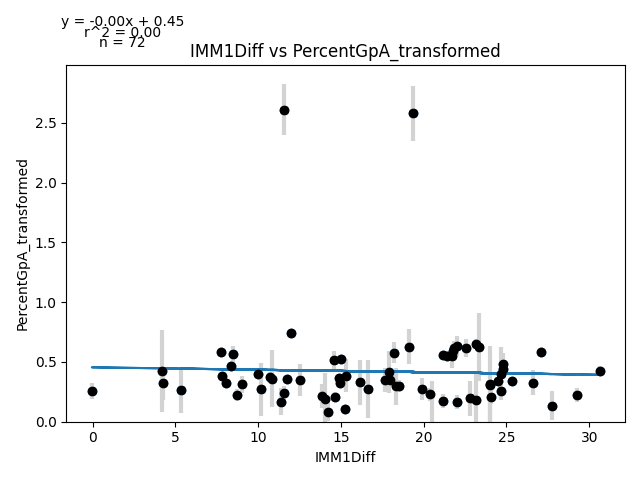 y = -0.00x + 0.45
r^2 = 0.00
n = 72
IMM1Diff vs PercentGpA_transformed
PercentGpA_transformed
2.5
2.0
1.5
1.0
0.5
0.0
0 5 10 15 20 25 30
IMM1Diff